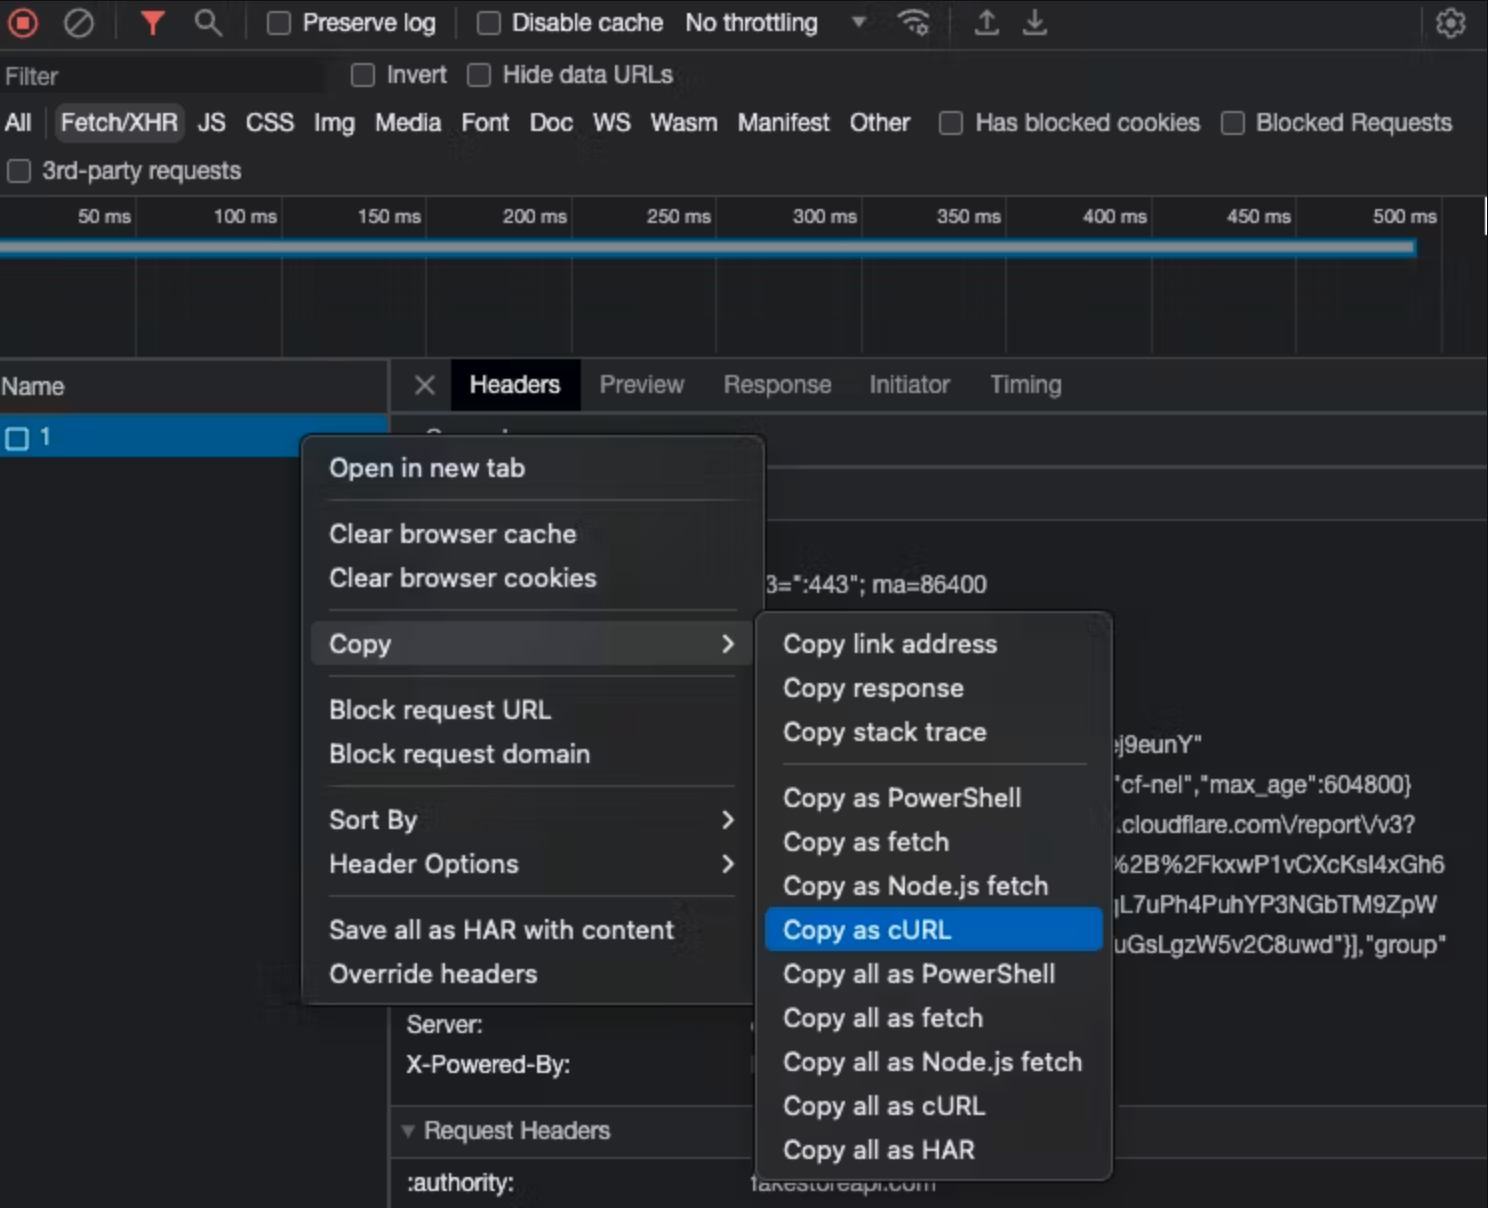 Preserve log Disable cache No throttling
Filter Invert Hide data URLs
All Fetch/XHR JS CSS Img Media Font Doc WS Wasm Manifest Other Has blocked cookies Blocked Requests
3rd-party requests
50 ms 100 ms 150 ms 200 ms 250 ms 300 ms 350 ms 400 ms 450 ms 500 ms
Name
Headers Preview Response Initiator Timing
1
Open in new tab
Clear browser cache
Clear browser cookies
Copy
Block request URL
Block request domain
Sort By
Header Options
Save all as HAR with content
Override headers
3=":443"; ma=86400
Copy link address
Copy response
Copy stack trace
Copy as PowerShell
Copy as fetch
Copy as Node.js fetch
Copy as cURL
Copy all as PowerShell
Copy all as fetch
Copy all as Node.js fetch
Copy all as cURL
Copy all as HAR
j9eunY"
"cf-nel","max_age":604800}
.cloudflare.com\/report\/v3?
%2B%2FkxwP1vCXcKsI4xGh6
L7uPh4PuhYP3NGbTM9ZpW
uGsLgzW5v2C8uwd"}],"group"
Server:
X-Powered-By:
Request Headers
:authority: fakestoreapi.com